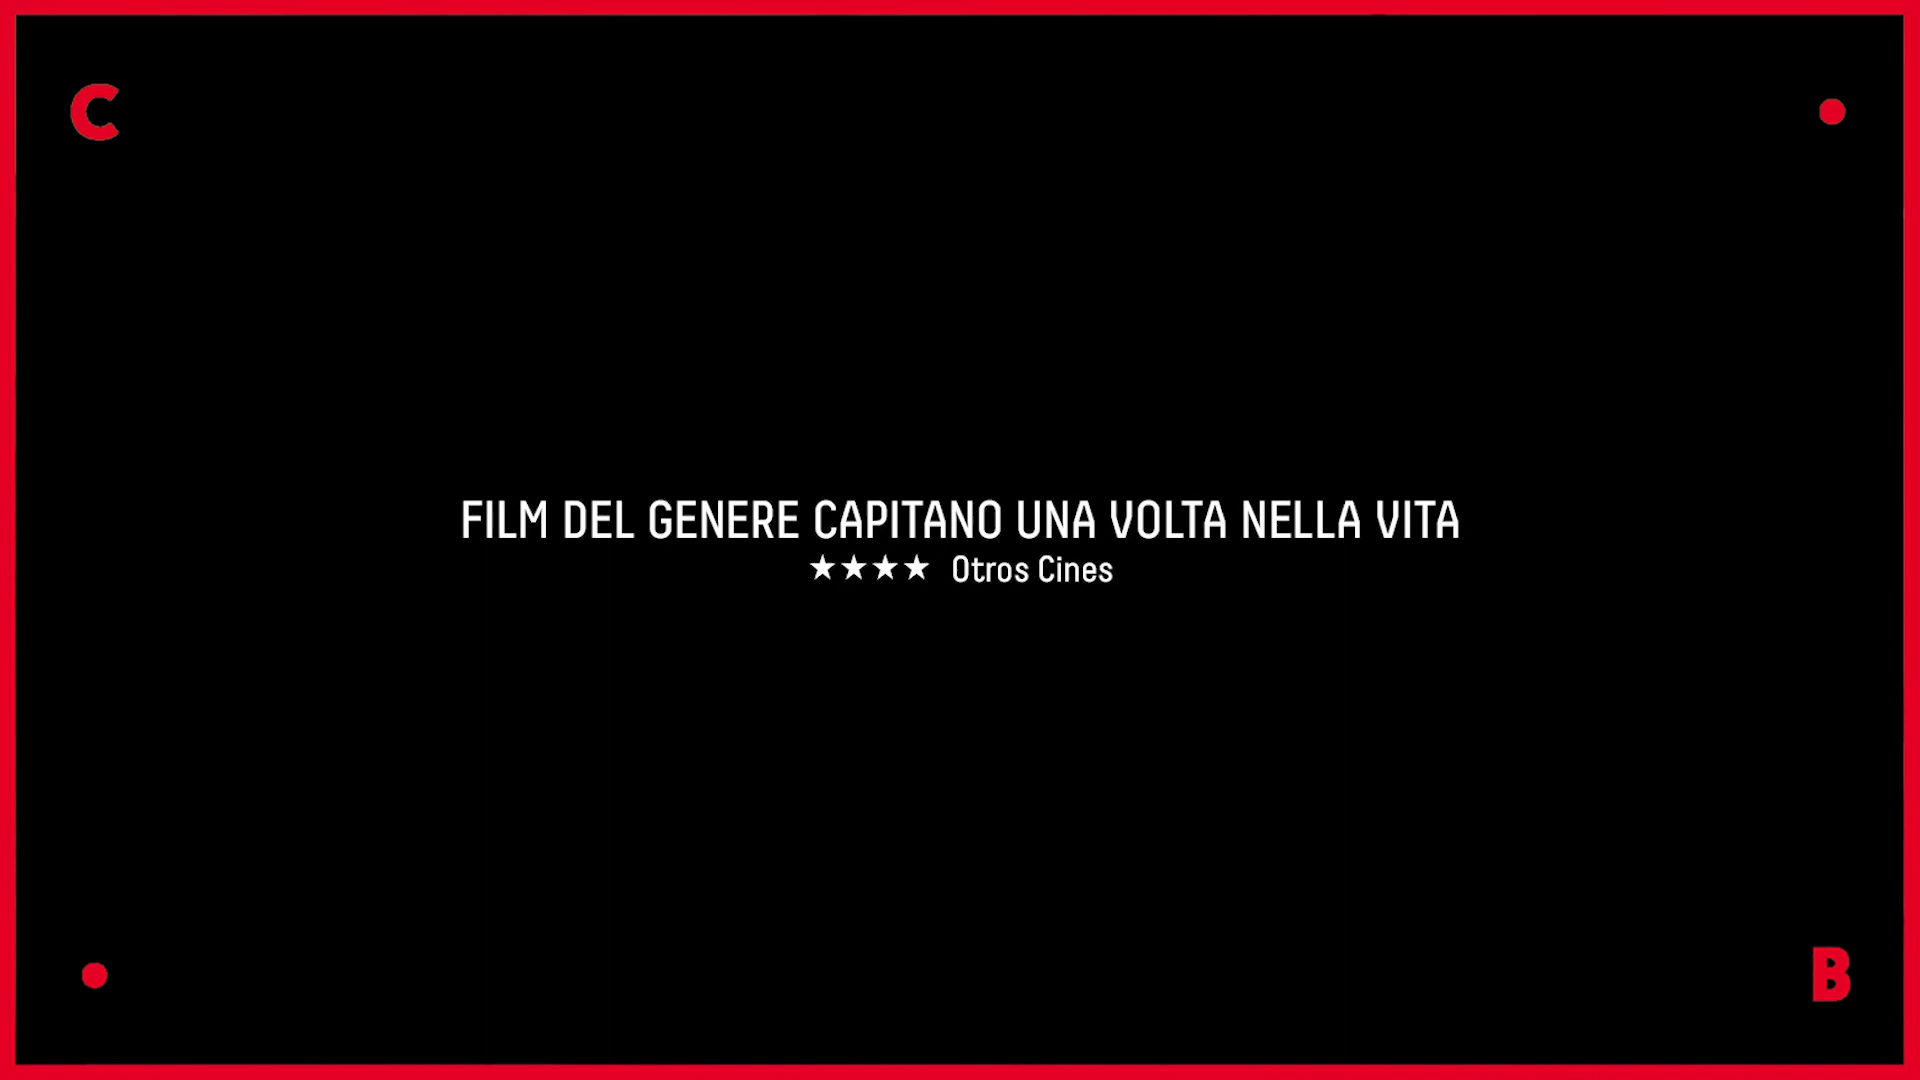 C
FILM DEL GENERE CAPITANO UNA VOLTA NELLA VITA
★★★★ Otros Cines
B